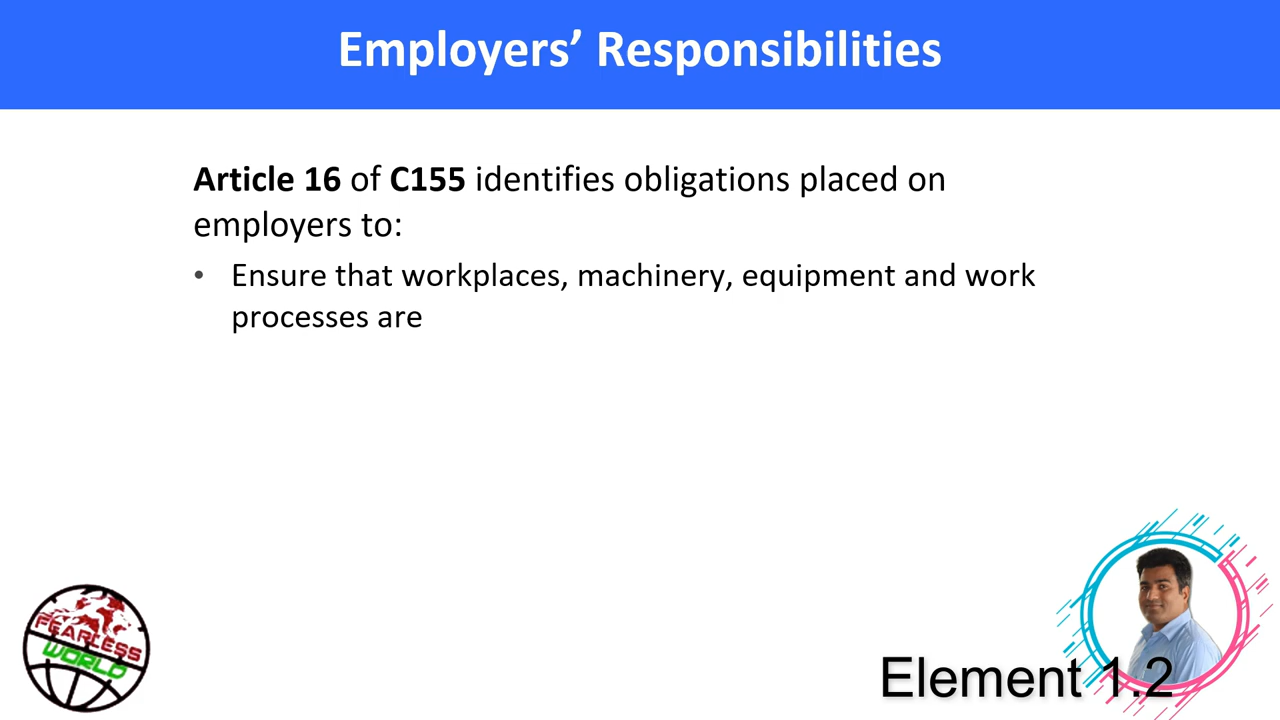 Employers’ Responsibilities
Article 16 of C155 identifies obligations placed on
employers to:
• Ensure that workplaces, machinery, equipment and work
processes are
FEARLESS
WORLD
Element 1.2